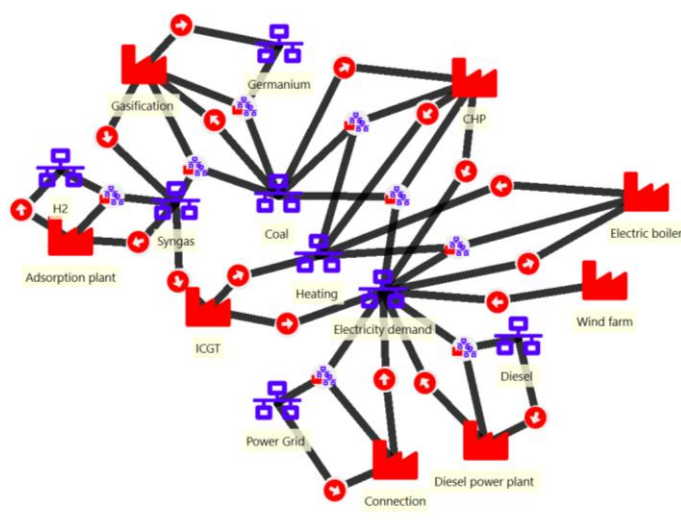 Germanium
Gasification
CHP
H2
Syngas
Coal
Electric boiler
Adsorption plant
Heating
Electricity demand
Wind farm
ICGT
Diesel
Power Grid
Diesel power plant
Connection